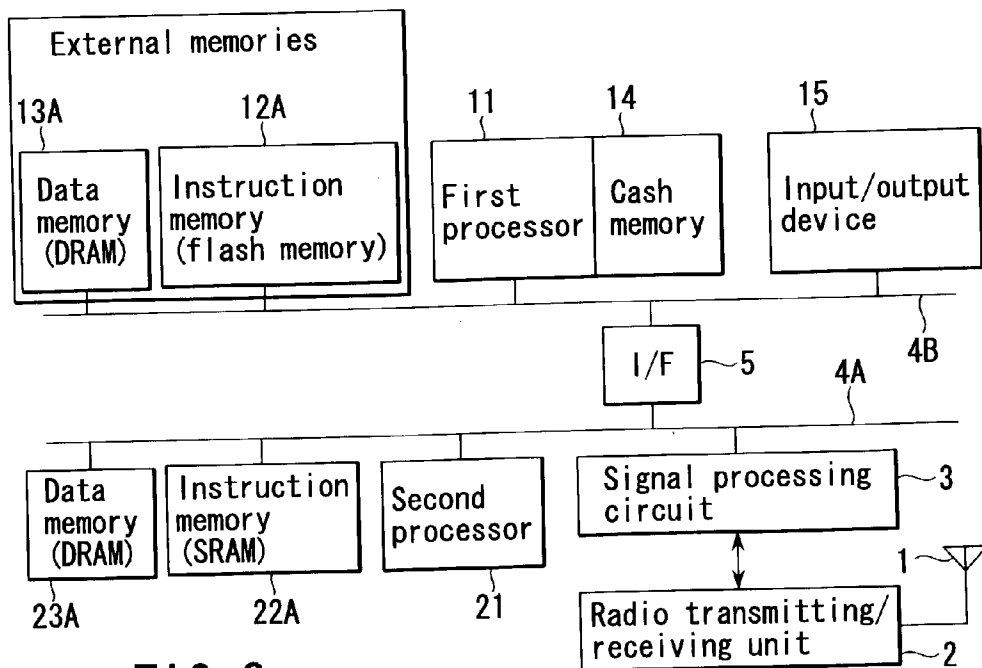 External memories
13A
12A
11
14
15
Data
memory
(DRAM)
Instruction
memory
(flash memory)
First
processor
Cash
memory
Input/output
device
4B
I/F
5
4A
Data
memory
(DRAM)
Instruction
memory
(SRAM)
Second
processor
Signal processing
circuit
3
1
23A
22A
21
Radio transmitting/
receiving unit
2